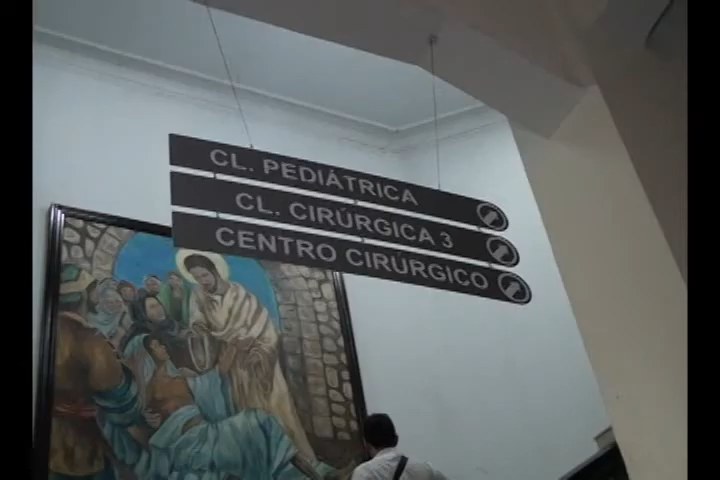 CL. PEDIÁTRICA
CL. CIRÚRGICA 3
CENTRO CIRÚRGICO